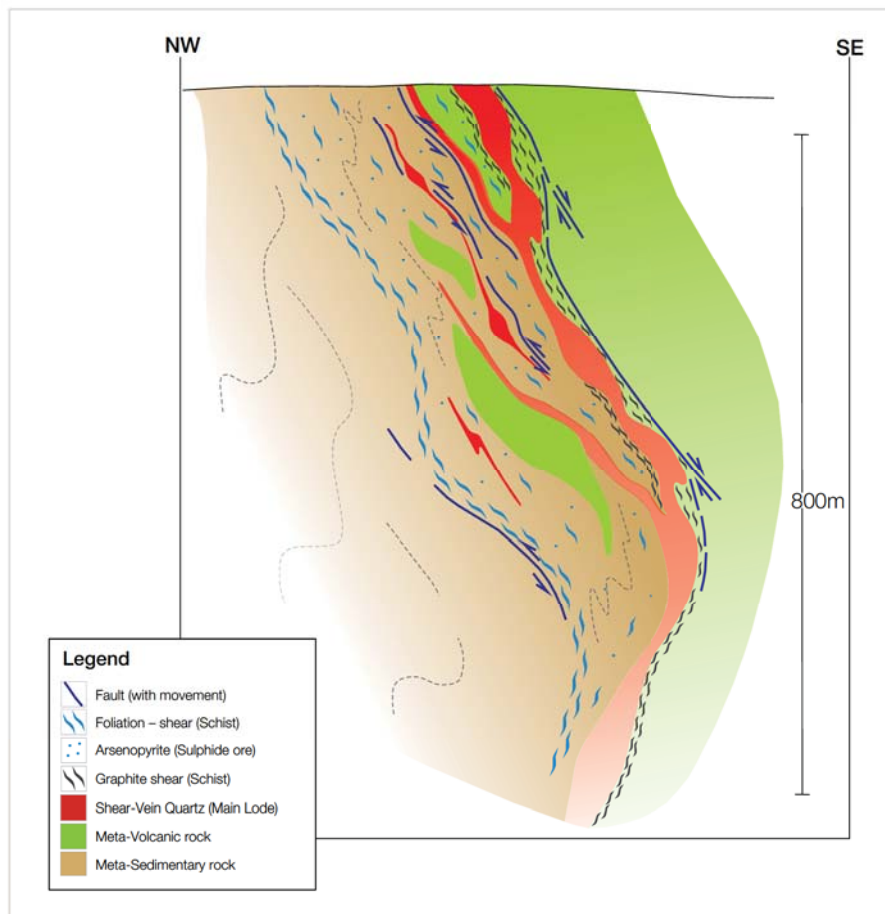 NW
SE
800m
Legend
Fault (with movement)
Foliation – shear (Schist)
Arsenopyrite (Sulphide ore)
Graphite shear (Schist)
Shear-Vein Quartz (Main Lode)
Meta-Volcanic rock
Meta-Sedimentary rock